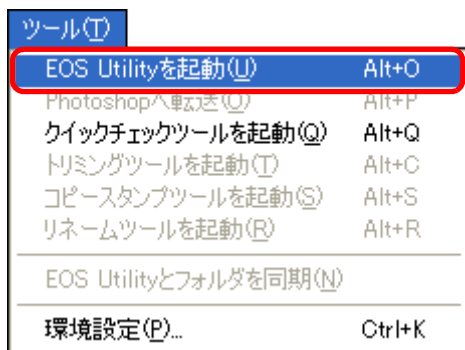 ツール(T)
EOS Utilityを起動(U) Alt+O
Photoshopへ転送(O) Alt+P
クイックチェックツールを起動(Q) Alt+Q
トリミングツールを起動(T) Alt+C
コピースタンプツールを起動(S) Alt+S
リネームツールを起動(R) Alt+R
EOS Utilityとフォルダを同期(N)
環境設定(P)... Ctrl+K